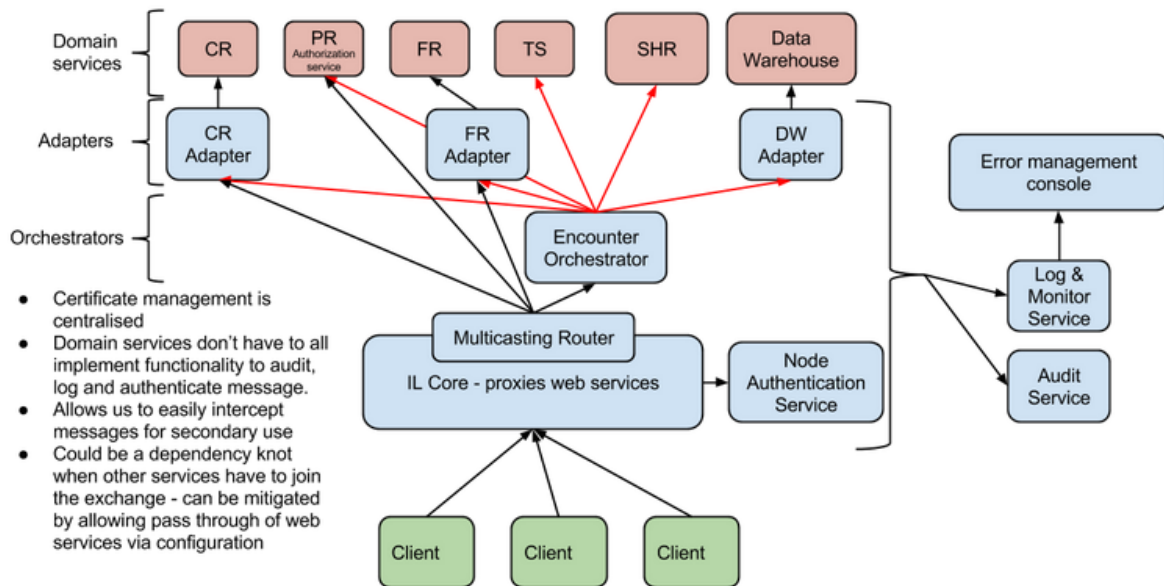 Domain
services
CR
PR
Authorization
service
FR
TS
SHR
Data
Warehouse
Adapters
CR
Adapter
FR
Adapter
DW
Adapter
Error management
console
Orchestrators
Encounter
Orchestrator
Log &
Monitor
Service
Audit
Service
Multicasting Router
IL Core - proxies web services
Node
Authentication
Service
● Certificate management is
centralised
● Domain services don’t have to all
implement functionality to audit,
log and authenticate message.
● Allows us to easily intercept
messages for secondary use
● Could be a dependency knot
when other services have to join
the exchange - can be mitigated
by allowing pass through of web
services via configuration
Client
Client
Client